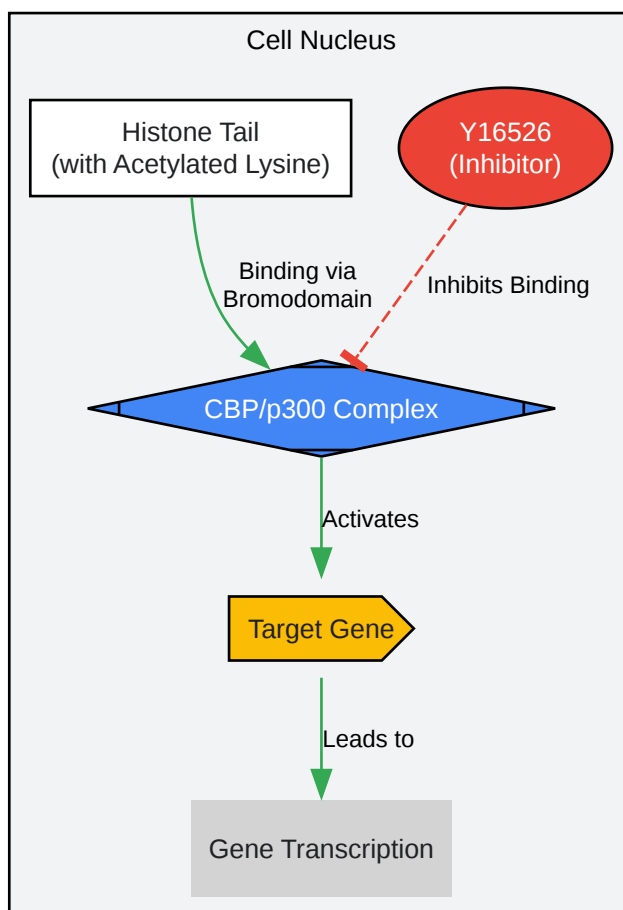 Cell Nucleus
Histone Tail
(with Acetylated Lysine)
Y16526
(Inhibitor)
Binding via
Bromodomain
Inhibits Binding
CBP/p300 Complex
Activates
Target Gene
Leads to
Gene Transcription